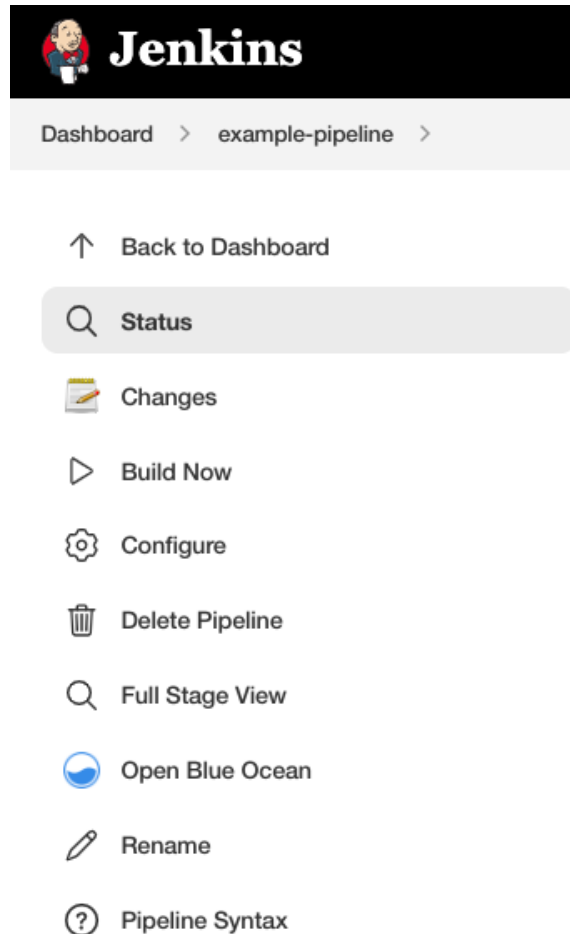 Jenkins
Dashboard > example-pipeline >
Back to Dashboard
Status
Changes
Build Now
Configure
Delete Pipeline
Full Stage View
Open Blue Ocean
Rename
Pipeline Syntax